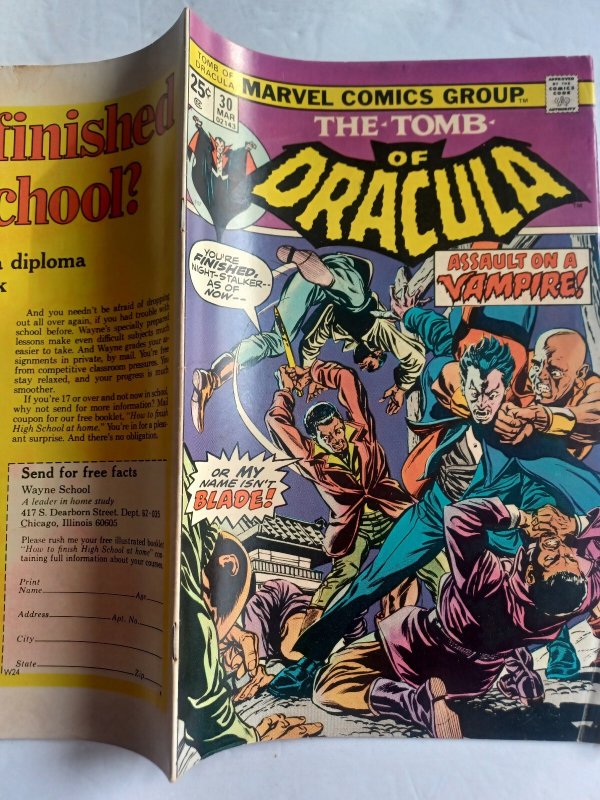 finished
chool?
a diploma
k
And you needn't be afraid of dropping
out all over again, if you had trouble with
school before. Wayne's specially prepared
lessons make even difficult subjects much
easier to take. And Wayne grades your as-
signments in private, by mail. You're free
from competitive classroom pressures. You
stay relaxed, and your progress is much
smoother.
If you're 17 or over and not now in school,
why not send for more information? Mail
coupon for our free booklet, "How to finish
High School at home." You're in for a pleas-
ant surprise. And there's no obligation.
Send for free facts
Wayne School
A leader in home study
417 S. Dearborn Street, Dept. 62-035
Chicago, Illinois 60605
Please rush me your free illustrated booklet
"How to finish High School at home" con-
taining full information about your courses.
Print
Name Age
Address Apt. No.
City
State Zip
W24
TOMB OF
DRACULA
25¢
30
MAR
02143
MARVEL COMICS GROUP™
APPROVED
BY THE
COMICS
CODE
AUTHORITY
THE · TOMB ·
OF
DRACULA™
ASSAULT ON A
VAMPIRE!
YOU'RE
FINISHED,
NIGHT-STALKER--
AS OF
NOW--
OR MY
NAME ISN'T
BLADE!